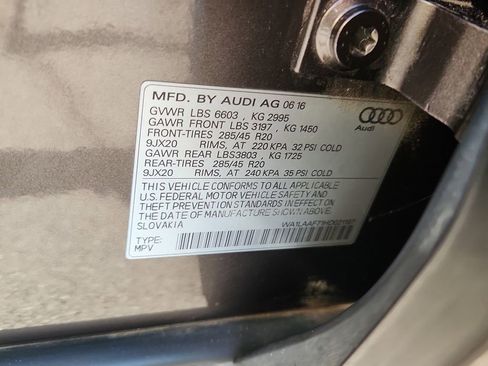 MFD. BY AUDI AG 06 16
GVWR LBS 6603 , KG 2995
GAWR FRONT LBS 3197 , KG 1450
FRONT-TIRES 285/45 R20
9JX20 RIMS, AT 220 KPA 32 PSI COLD
GAWR REAR LBS3803 , KG 1725
REAR-TIRES 285/45 R20
9JX20 RIMS, AT 240 KPA 35 PSI COLD
THIS VEHICLE CONFORMS TO ALL APPLICABLE
U.S. FEDERAL MOTOR VEHICLE SAFETY AND
THEFT PREVENTION STANDARDS IN EFFECT ON
THE DATE OF MANUFACTURE SHOWN ABOVE.
SLOVAKIA
TYPE:
MPV
Audi